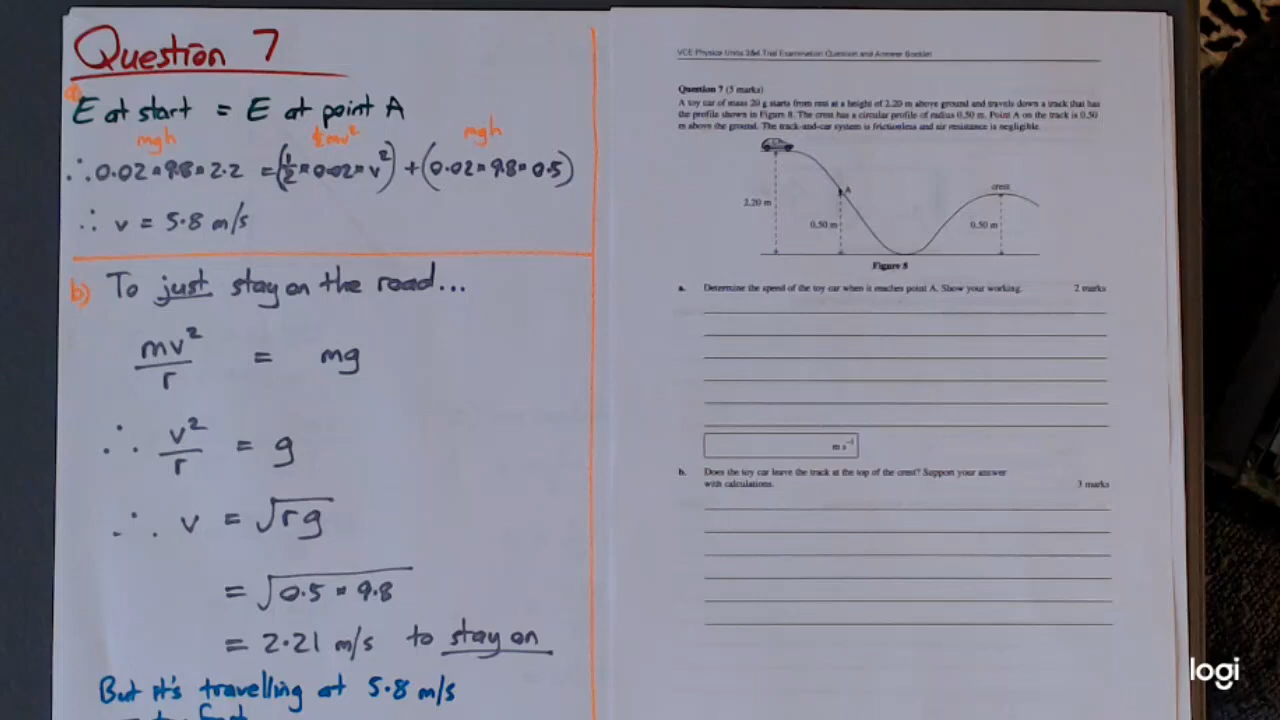 Question 7
a)
E at start = E at point A
mgh ½mv² mgh
∴ 0.02 × 9.8 × 2.2 = (½ × 0.02 × v²) + (0.02 × 9.8 × 0.5)
∴ v = 5.8 m/s
b) To just stay on the road...
mv²/r = mg
∴ v²/r = g
∴ v = √rg
= √0.5 × 9.8
= 2.21 m/s to stay on
But it's travelling at 5.8 m/s
VCE Physics Units 3&4 Trial Examination Question and Answer Booklet
Question 7 (5 marks)
A toy car of mass 20 g starts from rest at a height of 2.20 m above ground and travels down a track that has
the profile shown in Figure 8. The crest has a circular profile of radius 0.50 m. Point A on the track is 0.50
m above the ground. The track-and-car system is frictionless and air resistance is negligible.
A
crest
2.20 m
0.50 m
0.50 m
Figure 8
a. Determine the speed of the toy car when it reaches point A. Show your working. 2 marks
m s⁻¹
b. Does the toy car leave the track at the top of the crest? Support your answer
with calculations. 3 marks
logi